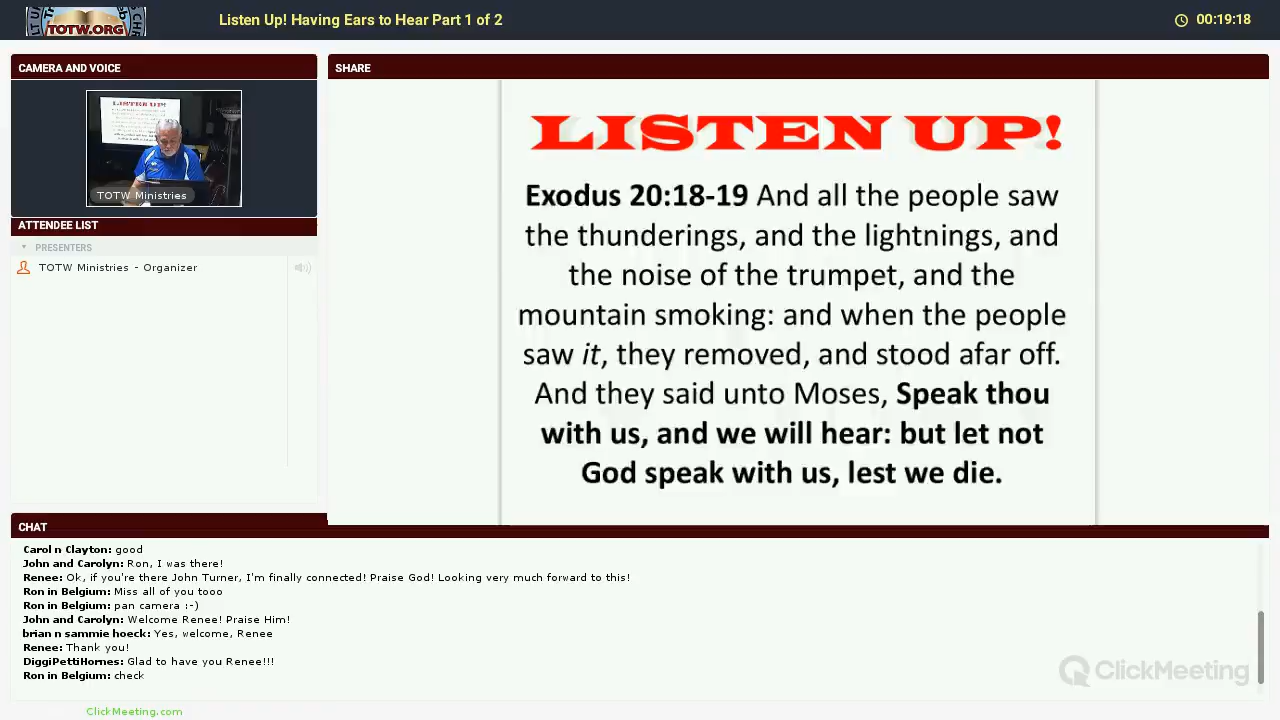 TOTW.ORG
Listen Up! Having Ears to Hear Part 1 of 2
00:19:18
CAMERA AND VOICE
LISTEN UP!
TOTW Ministries
ATTENDEE LIST
PRESENTERS
TOTW Ministries - Organizer
SHARE
LISTEN UP!
Exodus 20:18-19 And all the people saw
the thunderings, and the lightnings, and
the noise of the trumpet, and the
mountain smoking: and when the people
saw it, they removed, and stood afar off.
And they said unto Moses, Speak thou
with us, and we will hear: but let not
God speak with us, lest we die.
CHAT
Carol n Clayton: good
John and Carolyn: Ron, I was there!
Renee: Ok, if you're there John Turner, I'm finally connected! Praise God! Looking very much forward to this!
Ron in Belgium: Miss all of you tooo
Ron in Belgium: pan camera :-)
John and Carolyn: Welcome Renee! Praise Him!
brian n sammie hoeck: Yes, welcome, Renee
Renee: Thank you!
DiggiPettiHornes: Glad to have you Renee!!!
Ron in Belgium: check
ClickMeeting
ClickMeeting.com